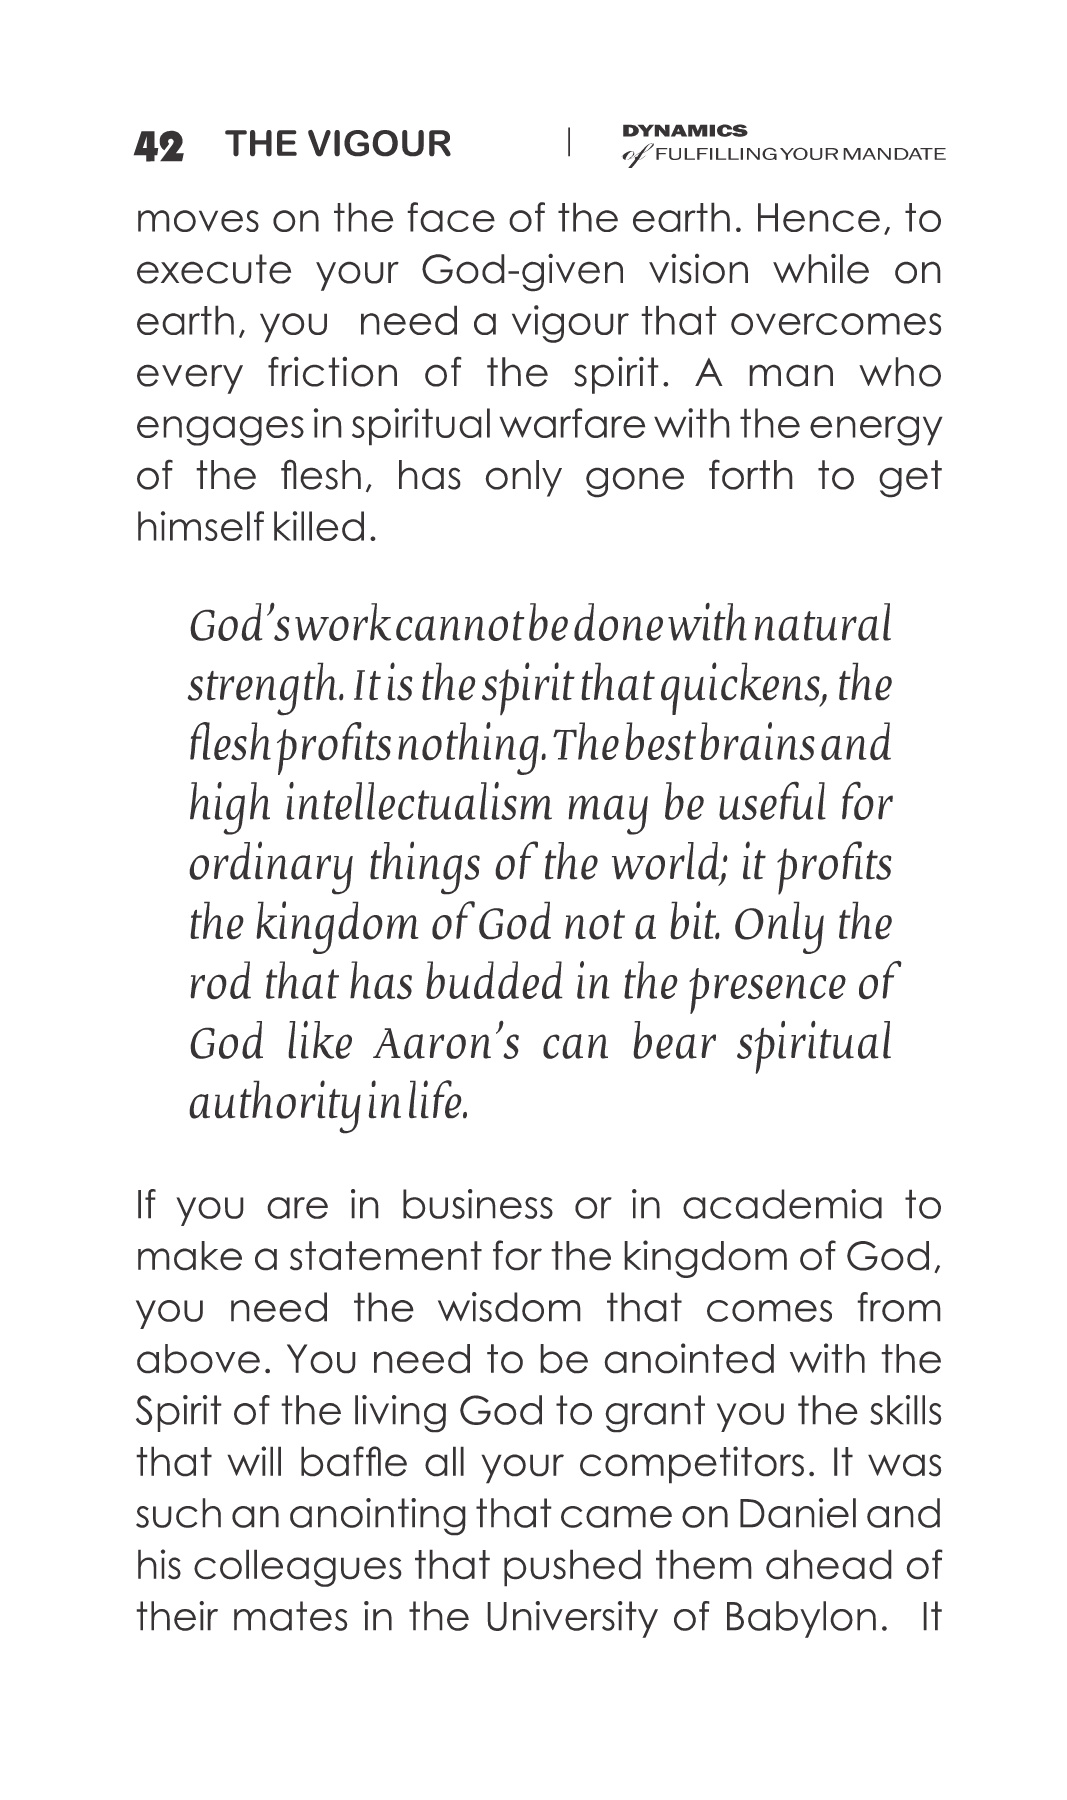 42 THE VIGOUR | DYNAMICS
of FULFILLING YOUR MANDATE
moves on the face of the earth. Hence, to
execute your God-given vision while on
earth, you need a vigour that overcomes
every friction of the spirit. A man who
engages in spiritual warfare with the energy
of the flesh, has only gone forth to get
himself killed.
God's work cannot be done with natural
strength. It is the spirit that quickens, the
flesh profits nothing. The best brains and
high intellectualism may be useful for
ordinary things of the world; it profits
the kingdom of God not a bit. Only the
rod that has budded in the presence of
God like Aaron's can bear spiritual
authority in life.
If you are in business or in academia to
make a statement for the kingdom of God,
you need the wisdom that comes from
above. You need to be anointed with the
Spirit of the living God to grant you the skills
that will baffle all your competitors. It was
such an anointing that came on Daniel and
his colleagues that pushed them ahead of
their mates in the University of Babylon. It